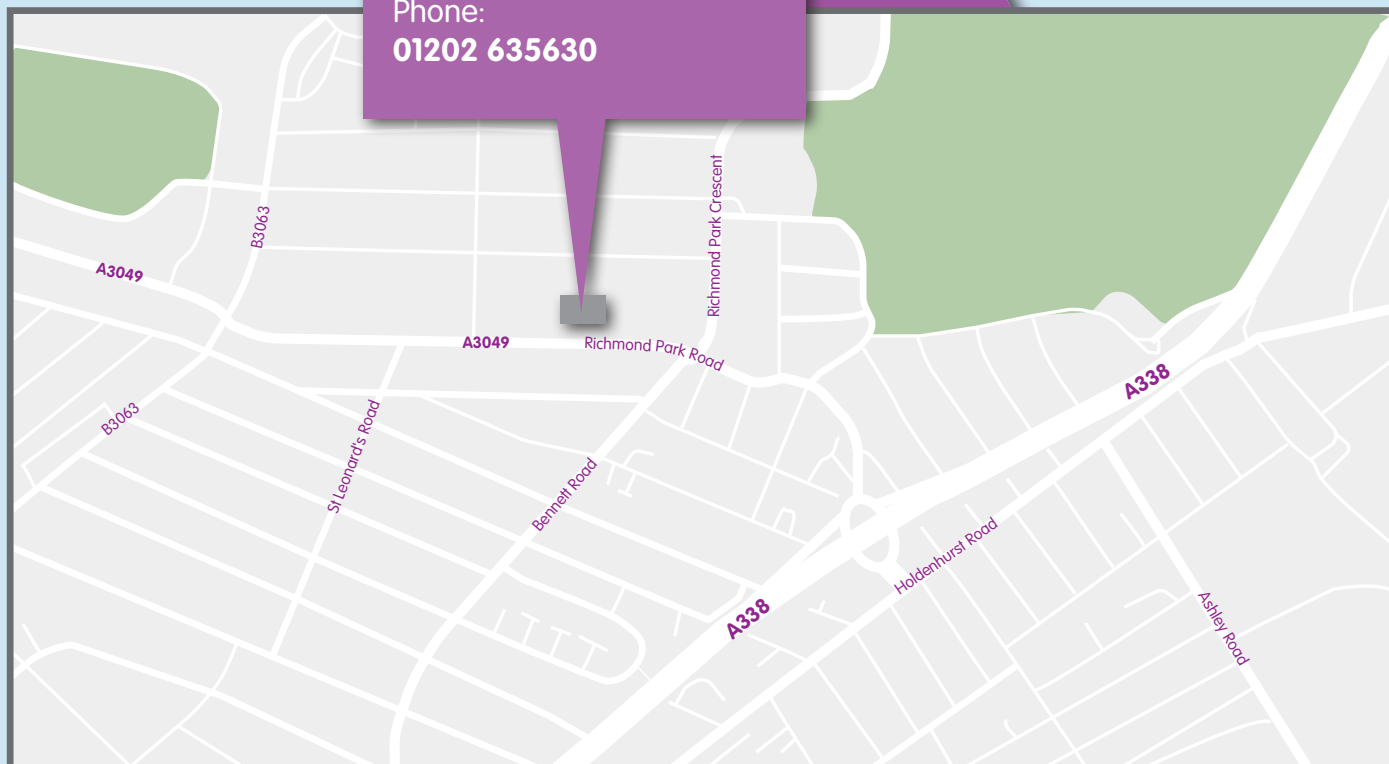 Phone:
01202 635630
Richmond Park Crescent
B3063
A3049
A3049
Richmond Park Road
A338
B3063
St Leonard's Road
Bennett Road
Holdenhurst Road
A338
Ashley Road